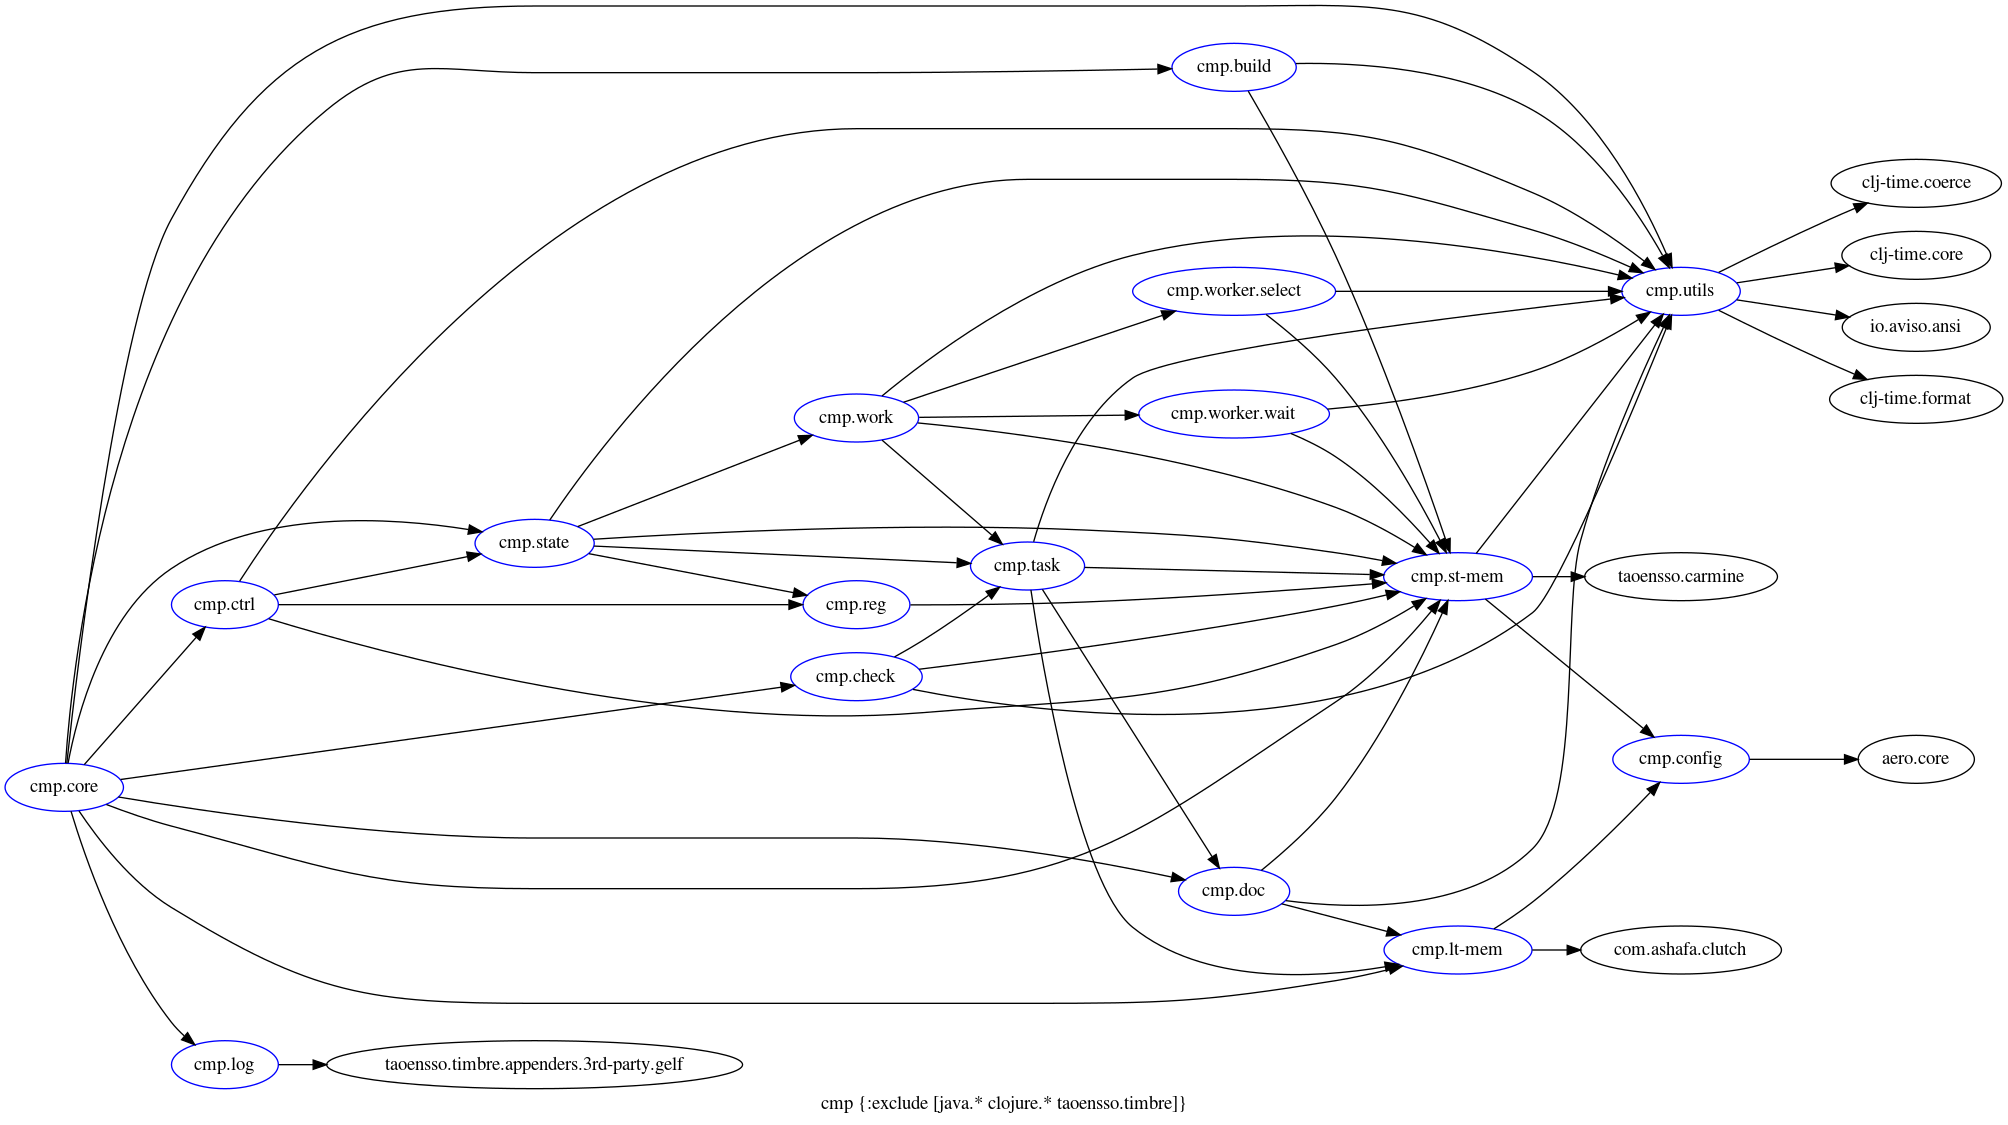 cmp.build
clj-time.coerce
clj-time.core
cmp.worker.select
cmp.utils
io.aviso.ansi
clj-time.format
cmp.work
cmp.worker.wait
cmp.state
cmp.task
cmp.st-mem
taoensso.carmine
cmp.ctrl
cmp.reg
cmp.check
cmp.config
aero.core
cmp.core
cmp.doc
cmp.lt-mem
com.ashafa.clutch
cmp.log
taoensso.timbre.appenders.3rd-party.gelf
cmp {:exclude [java.* clojure.* taoensso.timbre]}